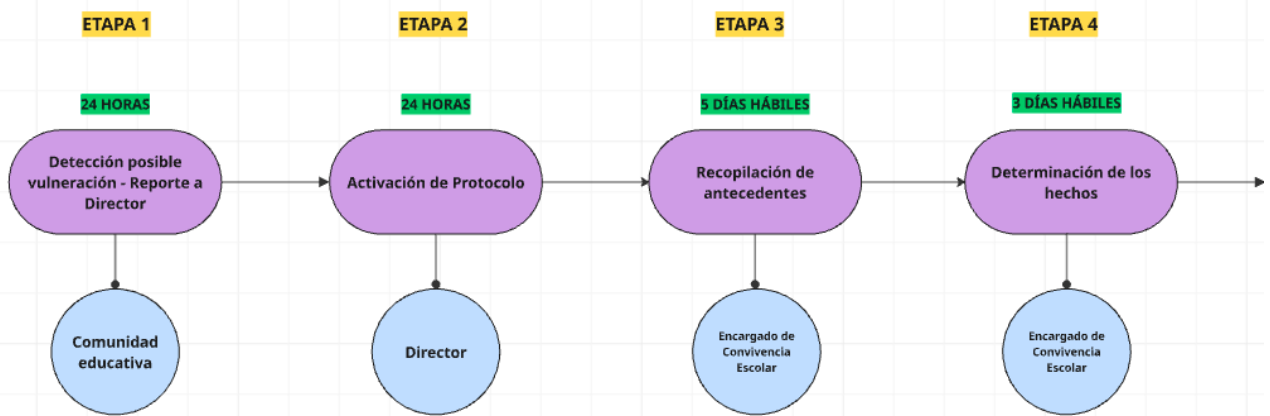 ETAPA 1
ETAPA 2
ETAPA 3
ETAPA 4
24 HORAS
24 HORAS
5 DÍAS HÁBILES
3 DÍAS HÁBILES
Detección posible
vulneración - Reporte a
Director
Activación de Protocolo
Recopilación de
antecedentes
Determinación de los
hechos
Comunidad
educativa
Director
Encargado de
Convivencia
Escolar
Encargado de
Convivencia
Escolar